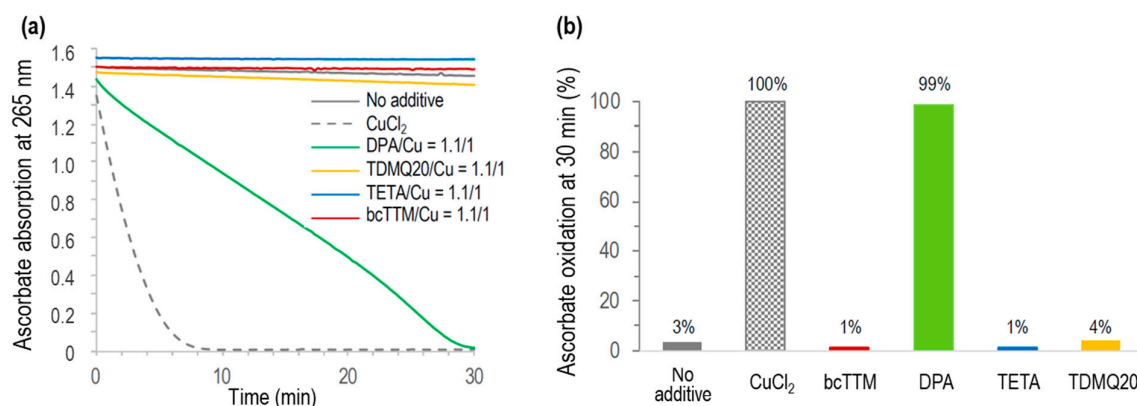 (a)
Ascorbate absorption at 265 nm
1.6
1.4
1.2
1.0
0.8
0.6
0.4
0.2
0
0
10
20
30
Time (min)
No additive
CuCl₂
DPA/Cu = 1.1/1
TDMQ20/Cu = 1.1/1
TETA/Cu = 1.1/1
bcTTM/Cu = 1.1/1
(b)
Ascorbate oxidation at 30 min (%)
100
80
60
40
20
0
3%
100%
1%
99%
1%
4%
No additive
CuCl₂
bcTTM
DPA
TETA
TDMQ20